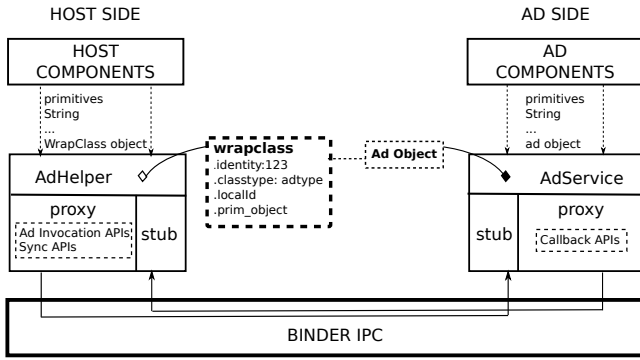 HOST SIDE
AD SIDE
HOST
COMPONENTS
AD
COMPONENTS
primitives
String
...
WrapClass object
primitives
String
...
ad object
wrapclass
.identity:123
.classtype: adtype
.localId
.prim_object
Ad Object
AdHelper
AdService
proxy
Ad Invocation APIs
Sync APIs
stub
stub
proxy
Callback APIs
BINDER IPC